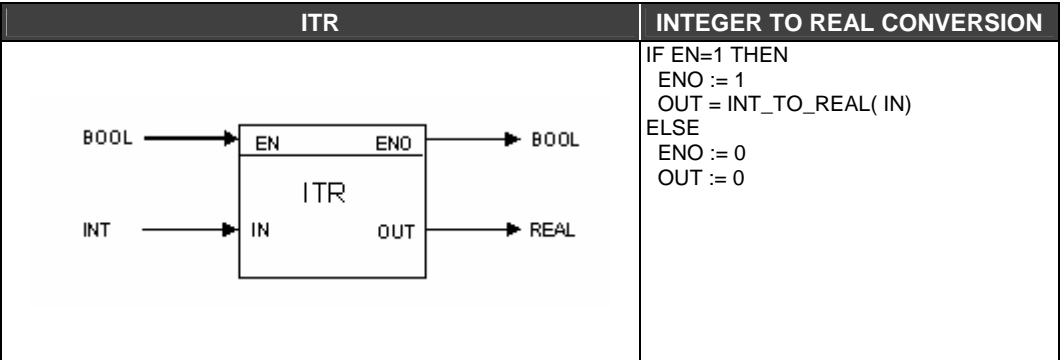 ITR
INTEGER TO REAL CONVERSION
BOOL
EN
ENO
BOOL
ITR
INT
IN
OUT
REAL
IF EN=1 THEN
ENO := 1
OUT = INT_TO_REAL( IN)
ELSE
ENO := 0
OUT := 0